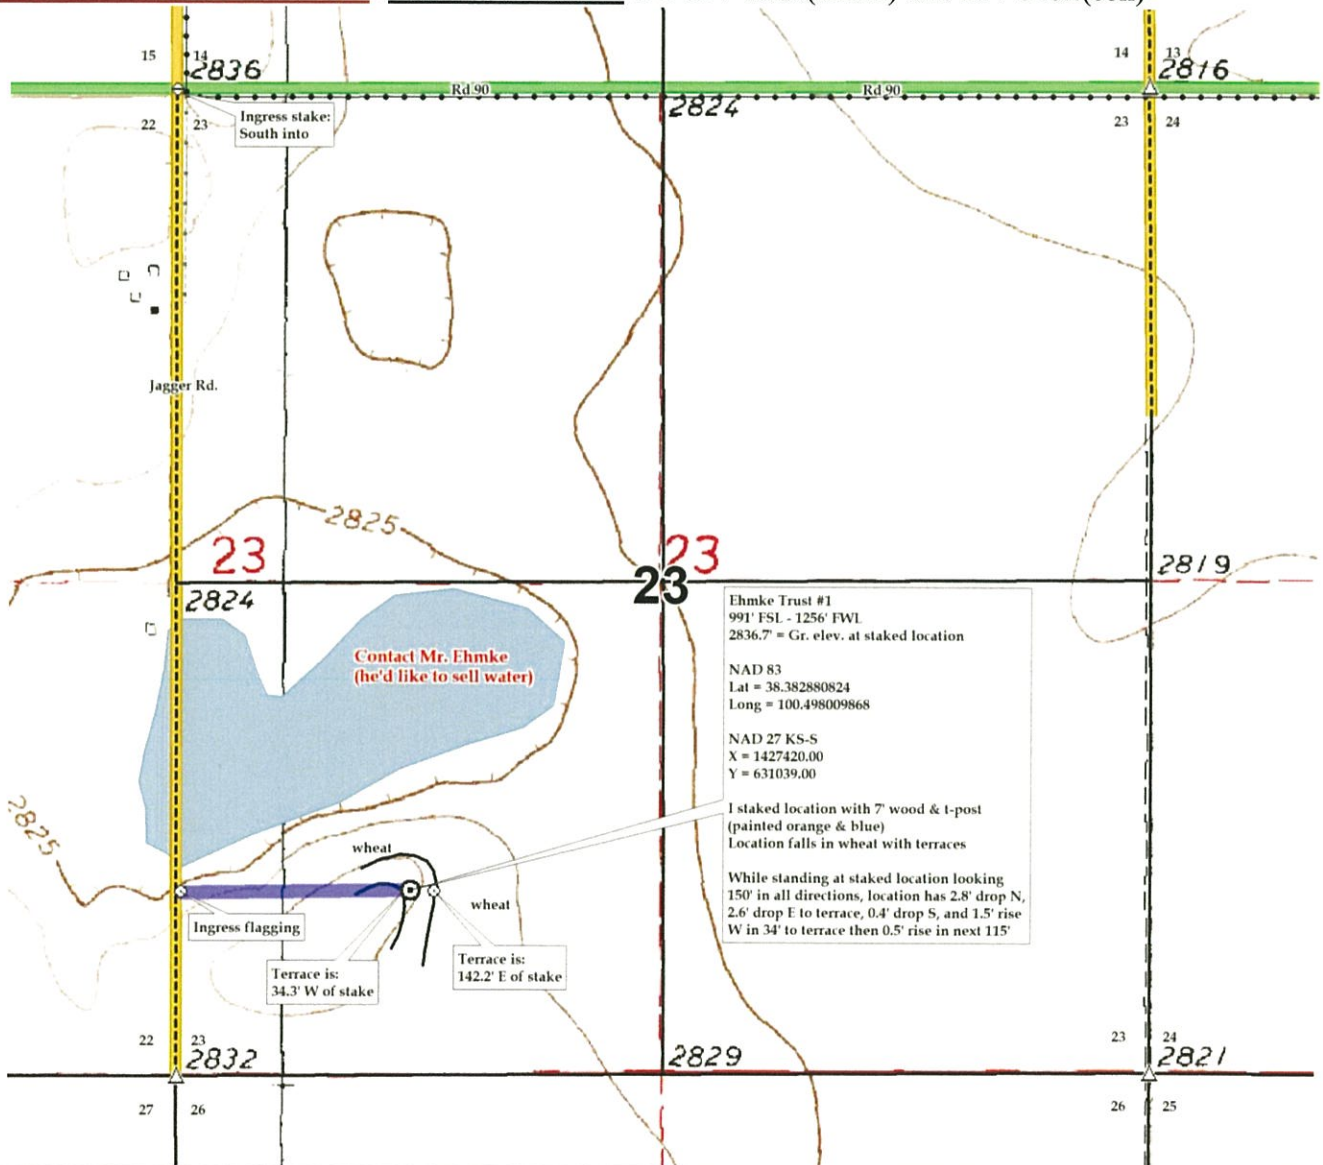 15
14
2836
14
13
2816
Rd 90
Rd 90
2824
Ingress stake:
South into
22
23
23
24
Jagger Rd.
2825
23
23
2819
23
2824
Ehmke Trust #1
991' FSL - 1256' FWL
2836.7' = Gr. elev. at staked location
NAD 83
Lat = 38.382880824
Long = 100.498009868
NAD 27 KS-S
X = 1427420.00
Y = 631039.00
I staked location with 7' wood & t-post
(painted orange & blue)
Location falls in wheat with terraces
While standing at staked location looking
150' in all directions, location has 2.8' drop N,
2.6' drop E to terrace, 0.4' drop S, and 1.5' rise
W in 34' to terrace then 0.5' rise in next 115'
Contact Mr. Ehmke
(he'd like to sell water)
2825
wheat
wheat
Ingress flagging
Terrace is:
34.3' W of stake
Terrace is:
142.2' E of stake
22
23
2832
2829
23
24
2821
27
26
26
25